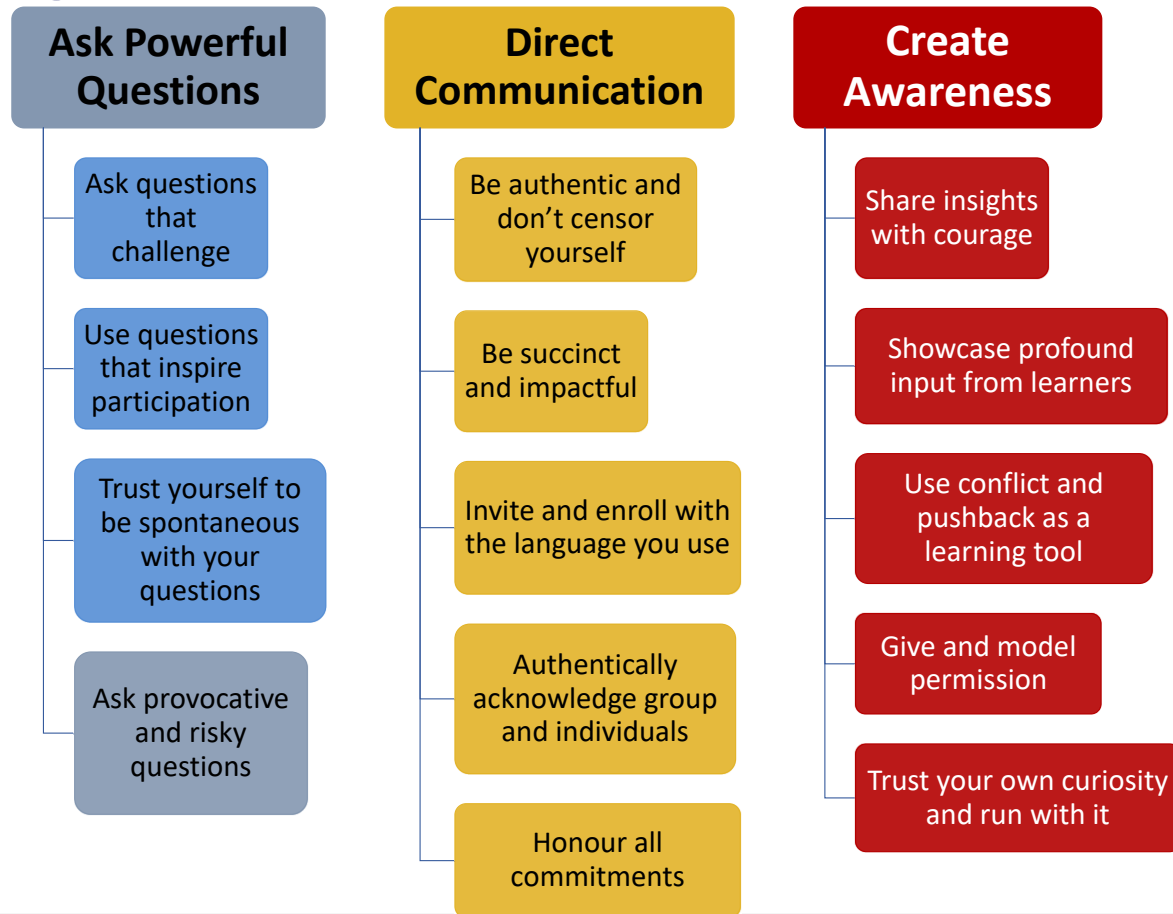 Ask Powerful
Questions
Ask questions
that
challenge
Use questions
that inspire
participation
Trust yourself to
be spontaneous
with your
questions
Ask provocative
and risky
questions
Direct
Communication
Be authentic and
don’t censor
yourself
Be succinct
and impactful
Invite and enroll with
the language you use
Authentically
acknowledge group
and individuals
Honour all
commitments
Create
Awareness
Share insights
with courage
Showcase profound
input from learners
Use conflict and
pushback as a
learning tool
Give and model
permission
Trust your own curiosity
and run with it